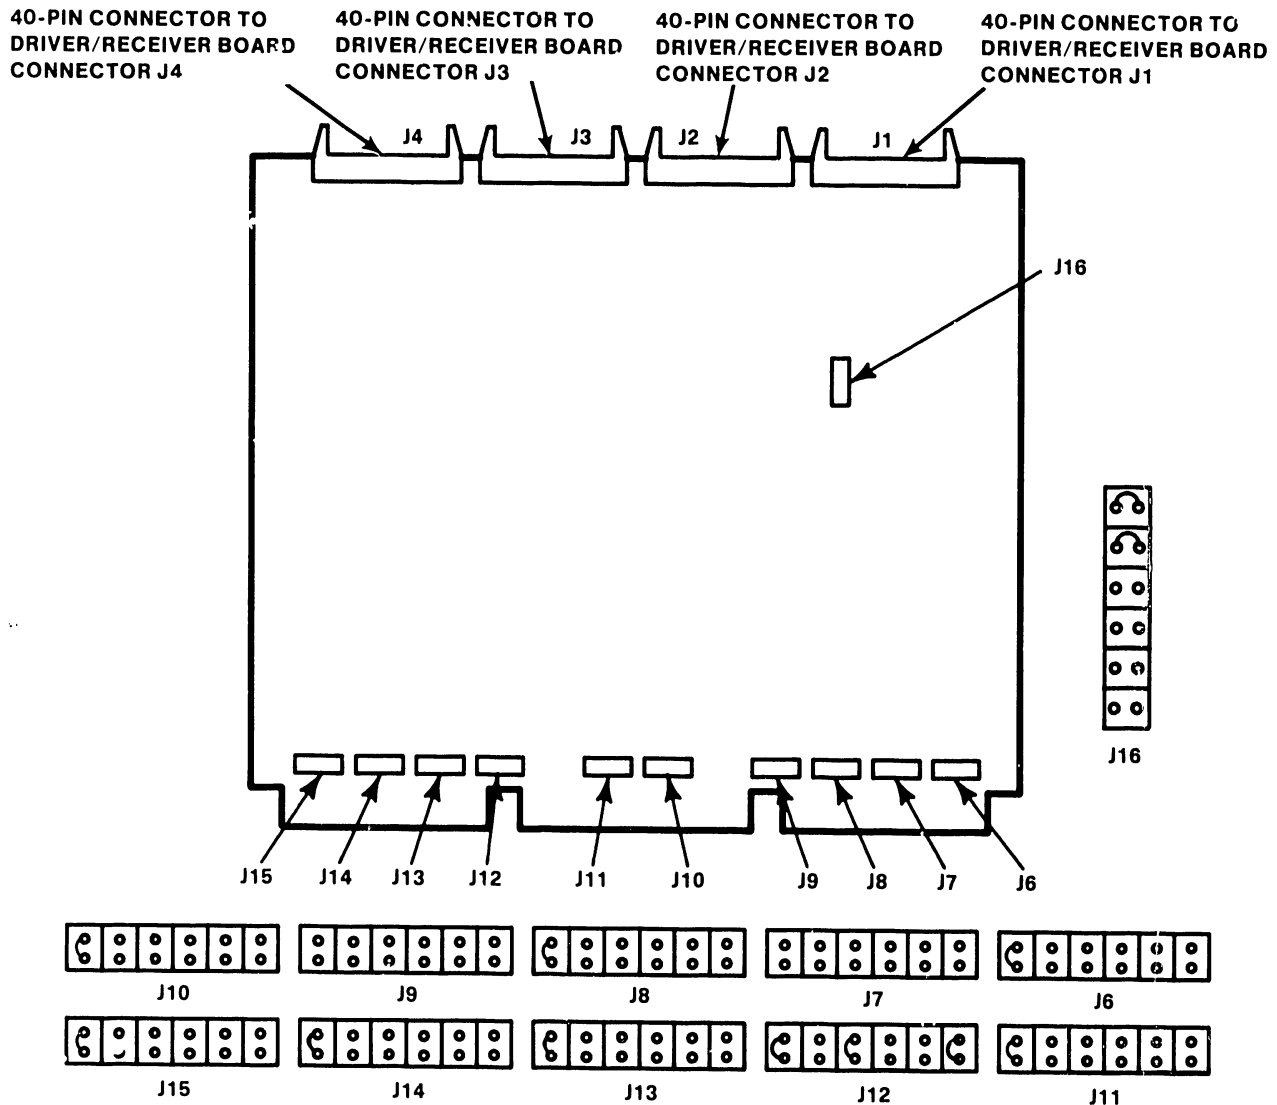 40-PIN CONNECTOR TO
DRIVER/RECEIVER BOARD
CONNECTOR J4
40-PIN CONNECTOR TO
DRIVER/RECEIVER BOARD
CONNECTOR J3
40-PIN CONNECTOR TO
DRIVER/RECEIVER BOARD
CONNECTOR J2
40-PIN CONNECTOR TO
DRIVER/RECEIVER BOARD
CONNECTOR J1
J4
J3
J2
J1
J16
J16
J15
J14
J13
J12
J11
J10
J9
J8
J7
J6
J10
J9
J8
J7
J6
J15
J14
J13
J12
J11